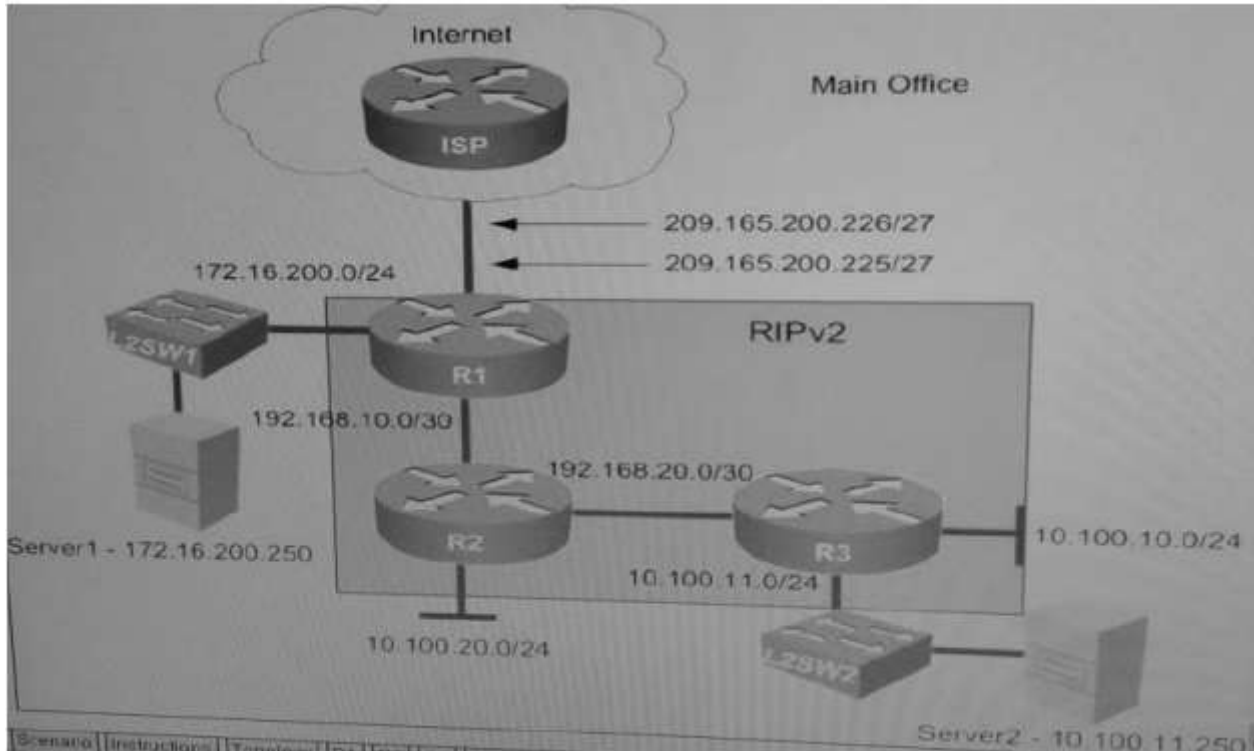 Internet
Main Office
ISP
209.165.200.226/27
209.165.200.225/27
172.16.200.0/24
L2SW1
R1
RIPv2
192.168.10.0/30
192.168.20.0/30
Server1 - 172.16.200.250
R2
R3
10.100.10.0/24
10.100.11.0/24
10.100.20.0/24
L2SW2
Server2 - 10.100.11.250
Scenario Instructions Topology